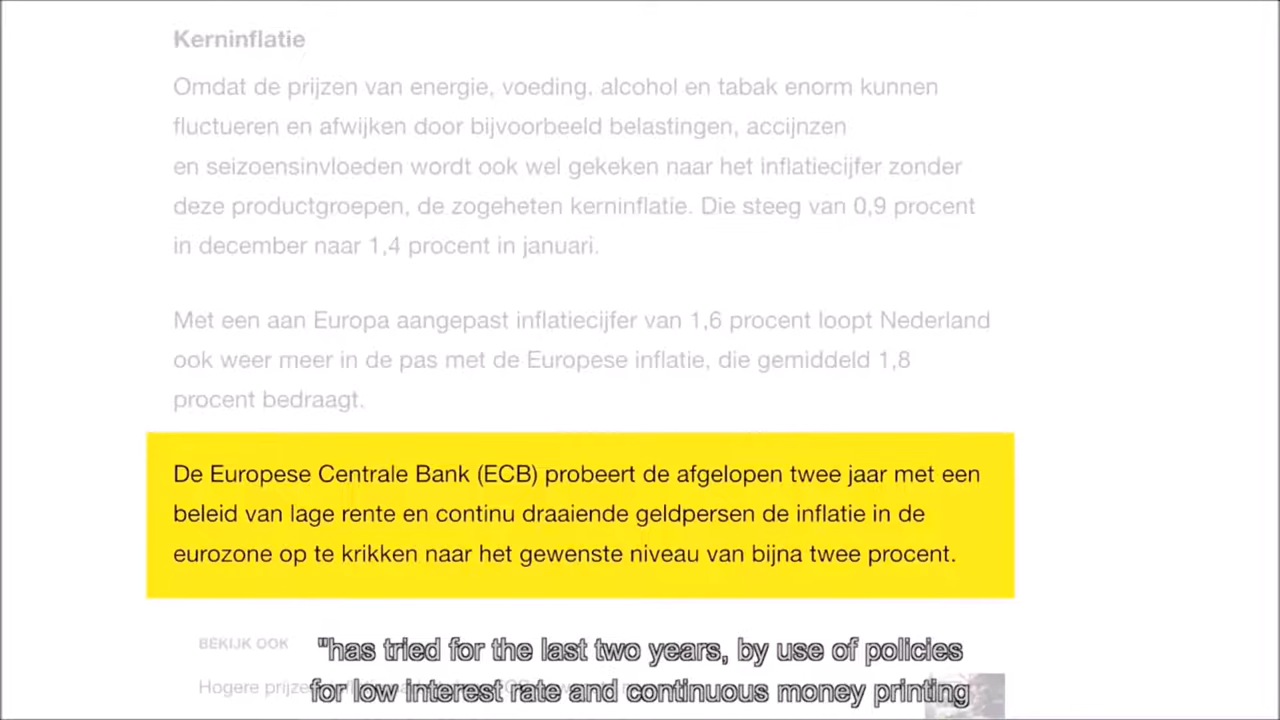 Kerninflatie
Omdat de prijzen van energie, voeding, alcohol en tabak enorm kunnen
fluctueren en afwijken door bijvoorbeeld belastingen, accijnzen
en seizoensinvloeden wordt ook wel gekeken naar het inflatiecijfer zonder
deze productgroepen, de zogeheten kerninflatie. Die steeg van 0,9 procent
in december naar 1,4 procent in januari.
Met een aan Europa aangepast inflatiecijfer van 1,6 procent loopt Nederland
ook weer meer in de pas met de Europese inflatie, die gemiddeld 1,8
procent bedraagt.
De Europese Centrale Bank (ECB) probeert de afgelopen twee jaar met een
beleid van lage rente en continu draaiende geldpersen de inflatie in de
eurozone op te krikken naar het gewenste niveau van bijna twee procent.
BEKIJK OOK
Hogere
"has tried for the last two years, by use of policies
for low interest rate and continuous money printing